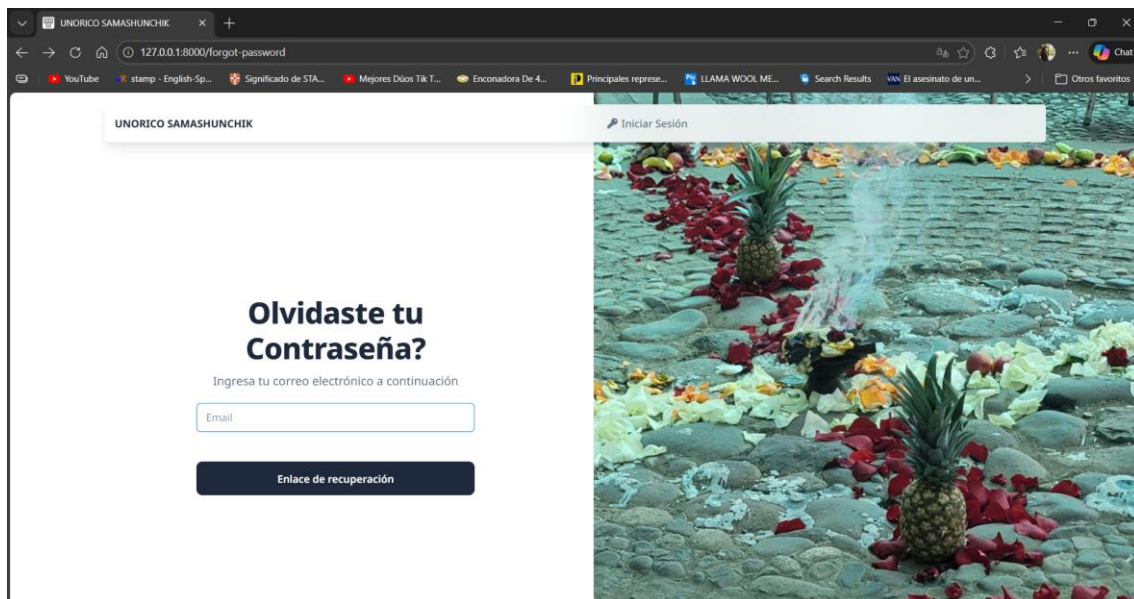 UNORICO SAMASHUNCHIK
127.0.0.1:8000/forgot-password
YouTube stamp - English-Sp... Significado de STA... Mejores Dúos Tik T... Enconadora De 4... Principales represe... LLAMA WOOL ME... Search Results El asesinato de un... Otros favoritos
Chat
UNORICO SAMASHUNCHIK Iniciar Sesión
Olvidaste tu
Contraseña?
Ingresa tu correo electrónico a continuación
Email
Enlace de recuperación